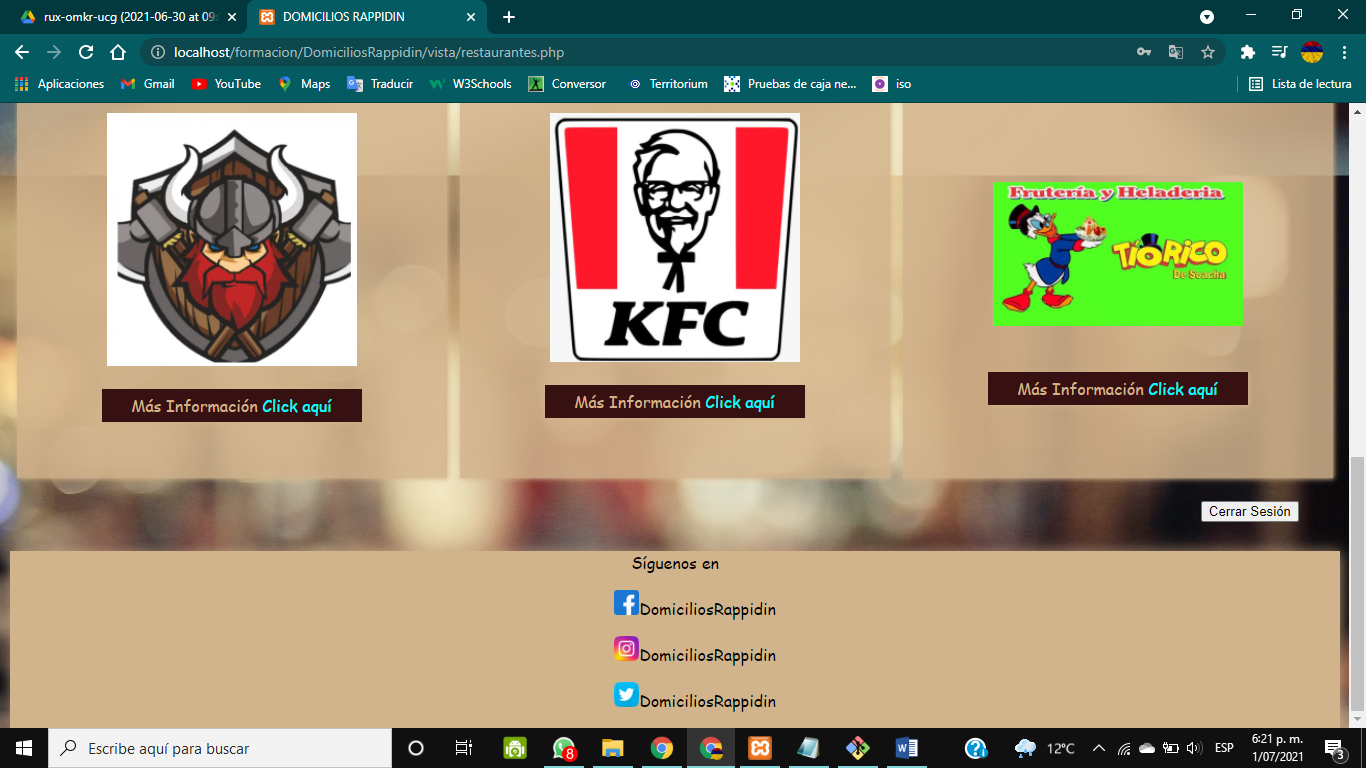 rux-omkr-ucg (2021-06-30 at 09:
DOMICILIOS RAPPIDIN
localhost/formacion/DomiciliosRappidin/vista/restaurantes.php
Aplicaciones
Gmail
YouTube
Maps
Traducir
W3Schools
Conversor
Territorium
Pruebas de caja ne...
iso
Lista de lectura
KFC
Frutería y Heladeria
TÍORICO
De Soacha
Más Información Click aquí
Más Información Click aquí
Más Información Click aquí
Cerrar Sesión
Síguenos en
DomiciliosRappidin
DomiciliosRappidin
DomiciliosRappidin
Escribe aquí para buscar
8
12°C
ESP
6:21 p. m.
1/07/2021
3